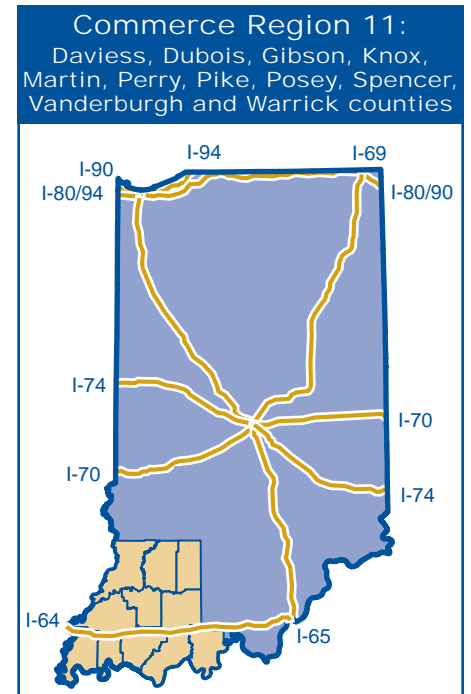 Commerce Region 11:
Daviess, Dubois, Gibson, Knox,
Martin, Perry, Pike, Posey, Spencer,
Vanderburgh and Warrick counties
I-94
I-69
I-90
I-80/94
I-80/90
I-74
I-70
I-70
I-74
I-64
I-65